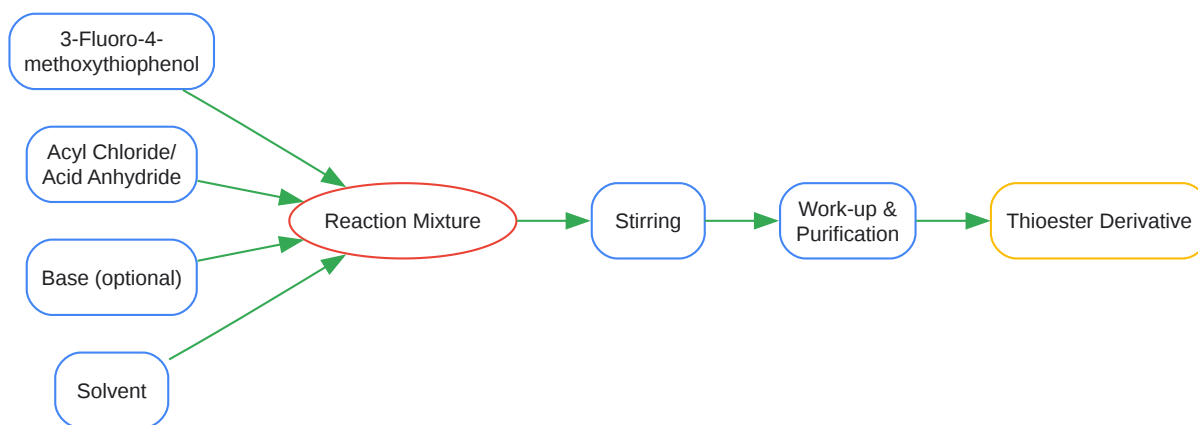 3-Fluoro-4-
methoxythiophenol
Acyl Chloride/
Acid Anhydride
Base (optional)
Solvent
Reaction Mixture
Stirring
Work-up &
Purification
Thioester Derivative